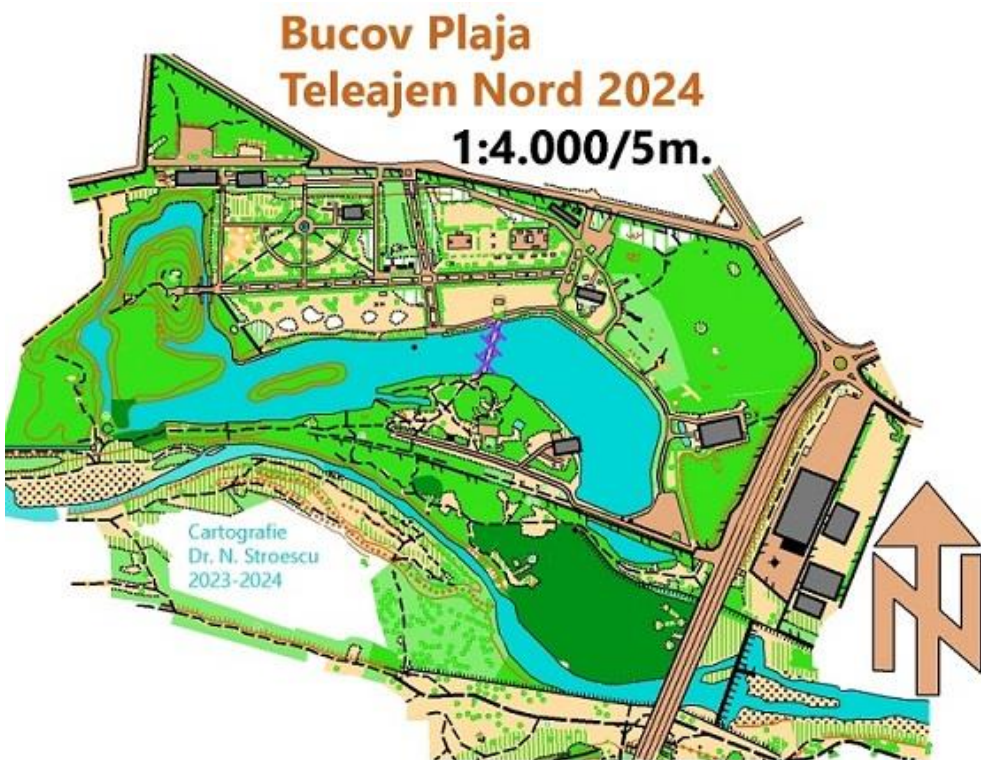 Bucov Plaja
Teleajen Nord 2024
1:4.000/5m.
Cartografie
Dr. N. Stroescu
2023-2024
N